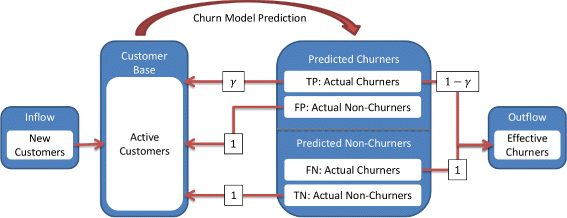 Churn Model Prediction
Customer
Base
Predicted Churners
γ
TP: Actual Churners
1 − γ
FP: Actual Non-Churners
Inflow
New
Customers
Active
Customers
1
Predicted Non-Churners
Outflow
Effective
Churners
FN: Actual Churners
1
1
TN: Actual Non-Churners